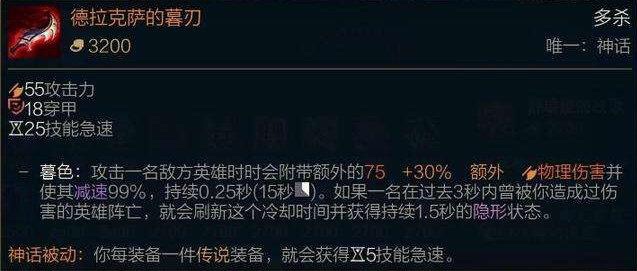 德拉克萨的暮刃 多杀
3200 唯一：神话
55攻击力
18穿甲
25技能急速
– 暮色：攻击一名敌方英雄时时会附带额外的75 +30% 额外 物理伤害并
使其减速99%，持续0.25秒(15秒)。如果一名在过去3秒内曾被你造成过伤
害的英雄阵亡，就会刷新这个冷却时间并获得持续1.5秒的隐形状态。
神话被动：你每装备一件传说装备，就会获得5技能急速。